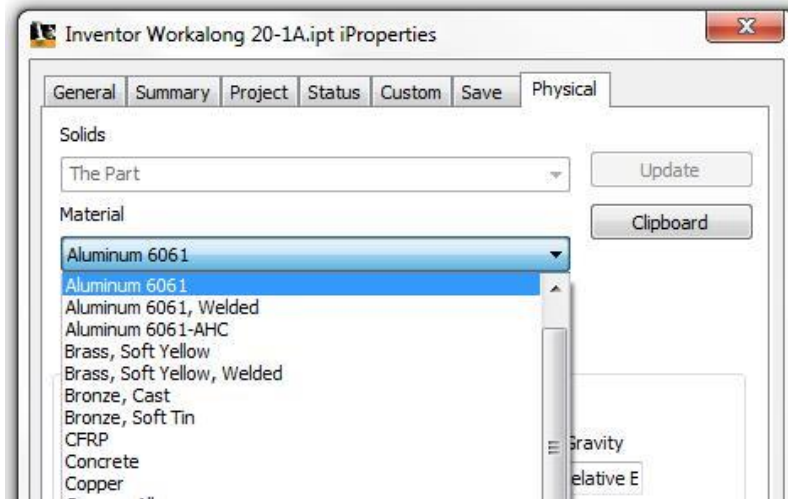 Inventor Workalong 20-1A.ipt iProperties
General Summary Project Status Custom Save Physical
Solids
The Part
Update
Material
Clipboard
Aluminum 6061
Aluminum 6061
Aluminum 6061, Welded
Aluminum 6061-AHC
Brass, Soft Yellow
Brass, Soft Yellow, Welded
Bronze, Cast
Bronze, Soft Tin
CFRP
Gravity
Concrete
elative E
Copper